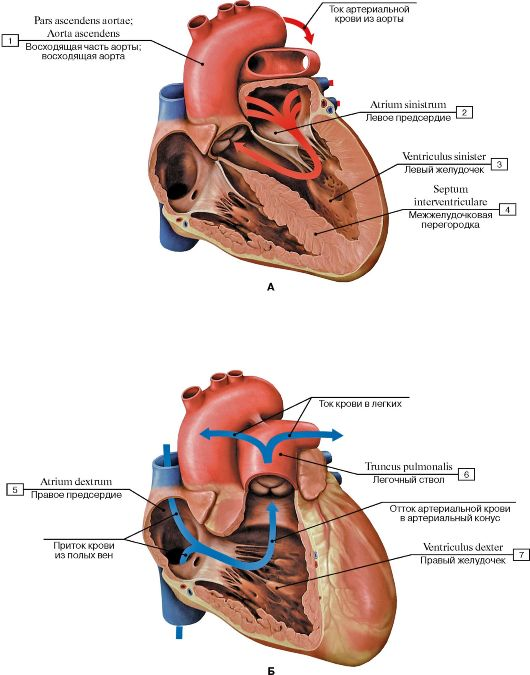 Pars ascendens aortae;
Aorta ascendens
1
Восходящая часть аорты;
восходящая аорта
Ток артериальной
крови из аорты
Atrium sinistrum
2
Левое предсердие
Ventriculus sinister
3
Левый желудочек
Septum
interventriculare
4
Межжелудочковая
перегородка
А
Ток крови в легких
Truncus pulmonalis
6
Легочный ствол
5
Atrium dextrum
Правое предсердие
Отток артериальной крови
в артериальный конус
Приток крови
из полых вен
Ventriculus dexter
7
Правый желудочек
Б